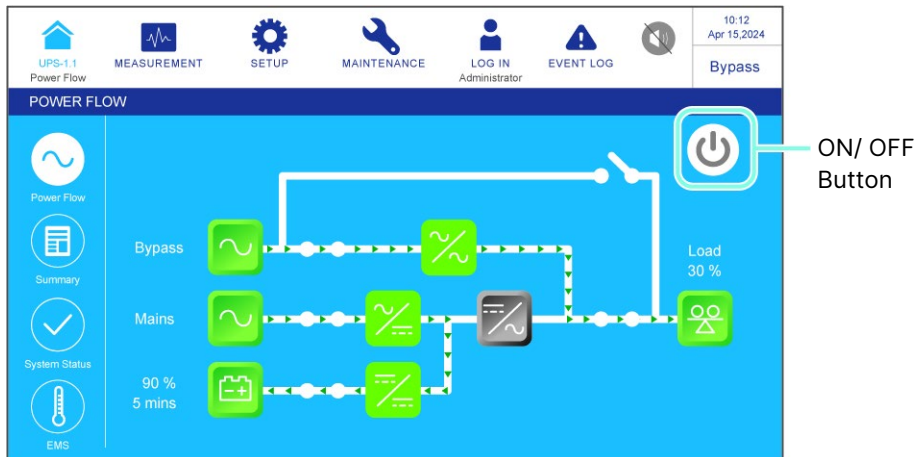 UPS-1.1
Power Flow
MEASUREMENT
SETUP
MAINTENANCE
LOG IN
Administrator
EVENT LOG
10:12
Apr 15,2024
Bypass
POWER FLOW
ON/ OFF
Button
Power Flow
Summary
System Status
EMS
Bypass
Mains
90 %
5 mins
Load
30 %